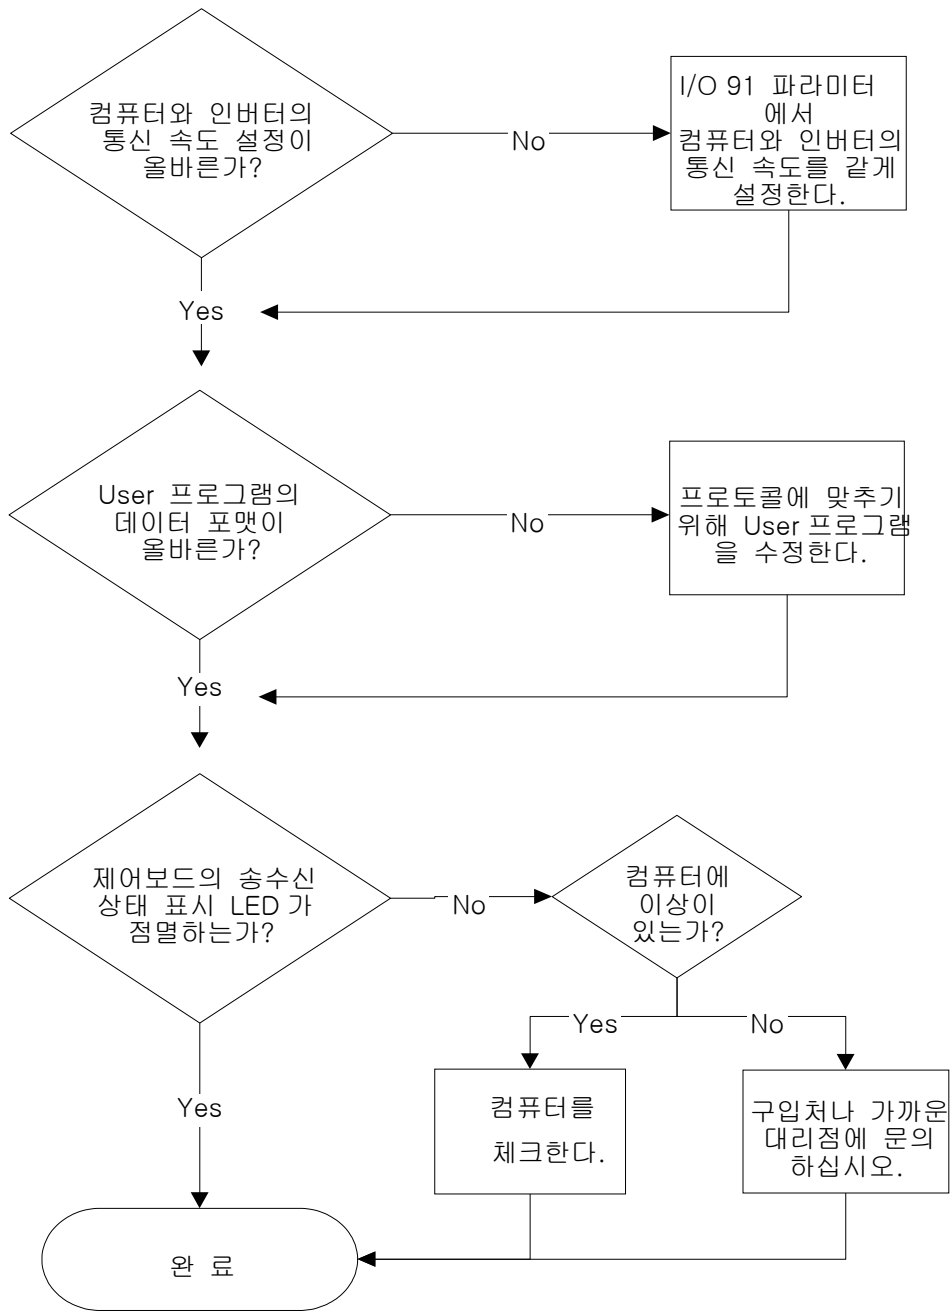 컴퓨터와 인버터의
통신 속도 설정이
올바른가?
No
I/O 91 파라미터
에서
컴퓨터와 인버터의
통신 속도를 같게
설정한다.
Yes
User 프로그램의
데이터 포맷이
올바른가?
No
프로토콜에 맞추기
위해 User 프로그램
을 수정한다.
Yes
제어보드의 송수신
상태 표시 LED 가
점멸하는가?
No
컴퓨터에
이상이
있는가?
Yes
No
Yes
컴퓨터를
체크한다.
구입처나 가까운
대리점에 문의
하십시오.
완 료